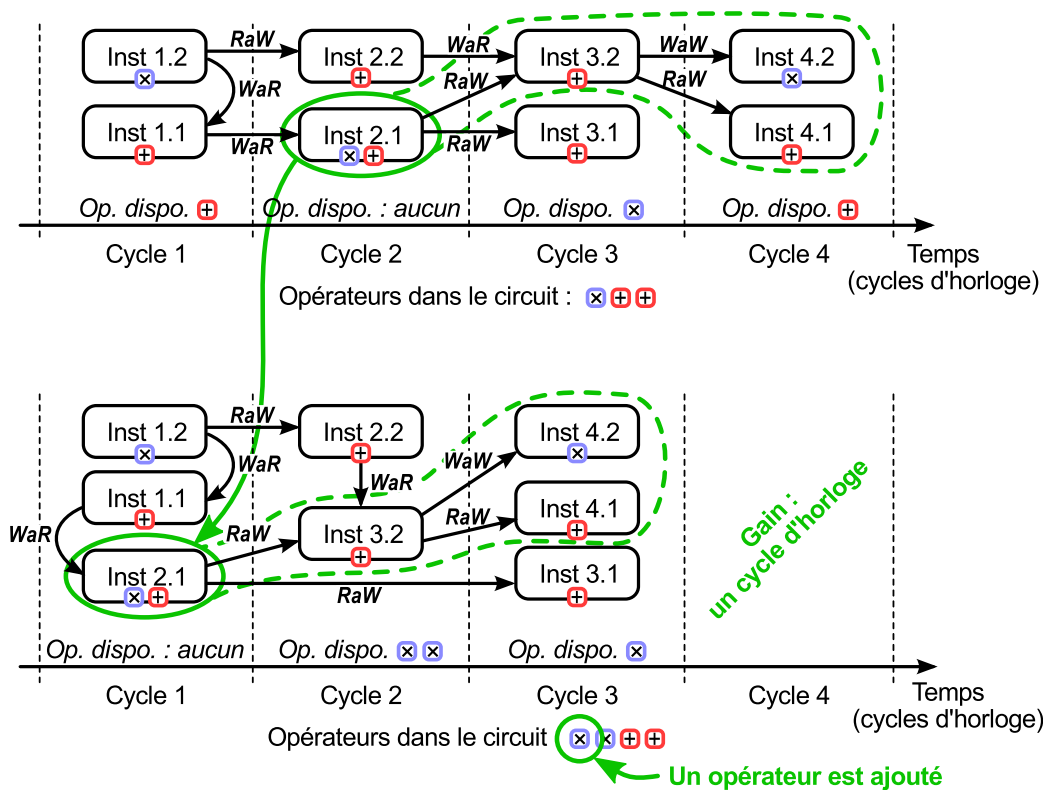 Inst 1.2 RaW Inst 2.2 WaR Inst 3.2 WaW Inst 4.2
× + + ×
WaR RaW RaW
Inst 1.1 WaR Inst 2.1 RaW Inst 3.1 Inst 4.1
+ × + + +
Op. dispo. + Op. dispo. : aucun Op. dispo. × Op. dispo. +
Cycle 1 Cycle 2 Cycle 3 Cycle 4 Temps
(cycles d'horloge)
Opérateurs dans le circuit : × + +
Inst 1.2 RaW Inst 2.2 Inst 4.2
× + ×
WaR WaR WaW
Inst 1.1 Inst 4.1
+ +
WaR RaW Inst 3.2 RaW
+
Inst 2.1 RaW Inst 3.1
× + +
Gain :
un cycle d'horloge
Op. dispo. : aucun Op. dispo. × × Op. dispo. ×
Cycle 1 Cycle 2 Cycle 3 Cycle 4 Temps
(cycles d'horloge)
Opérateurs dans le circuit × × + +
Un opérateur est ajouté